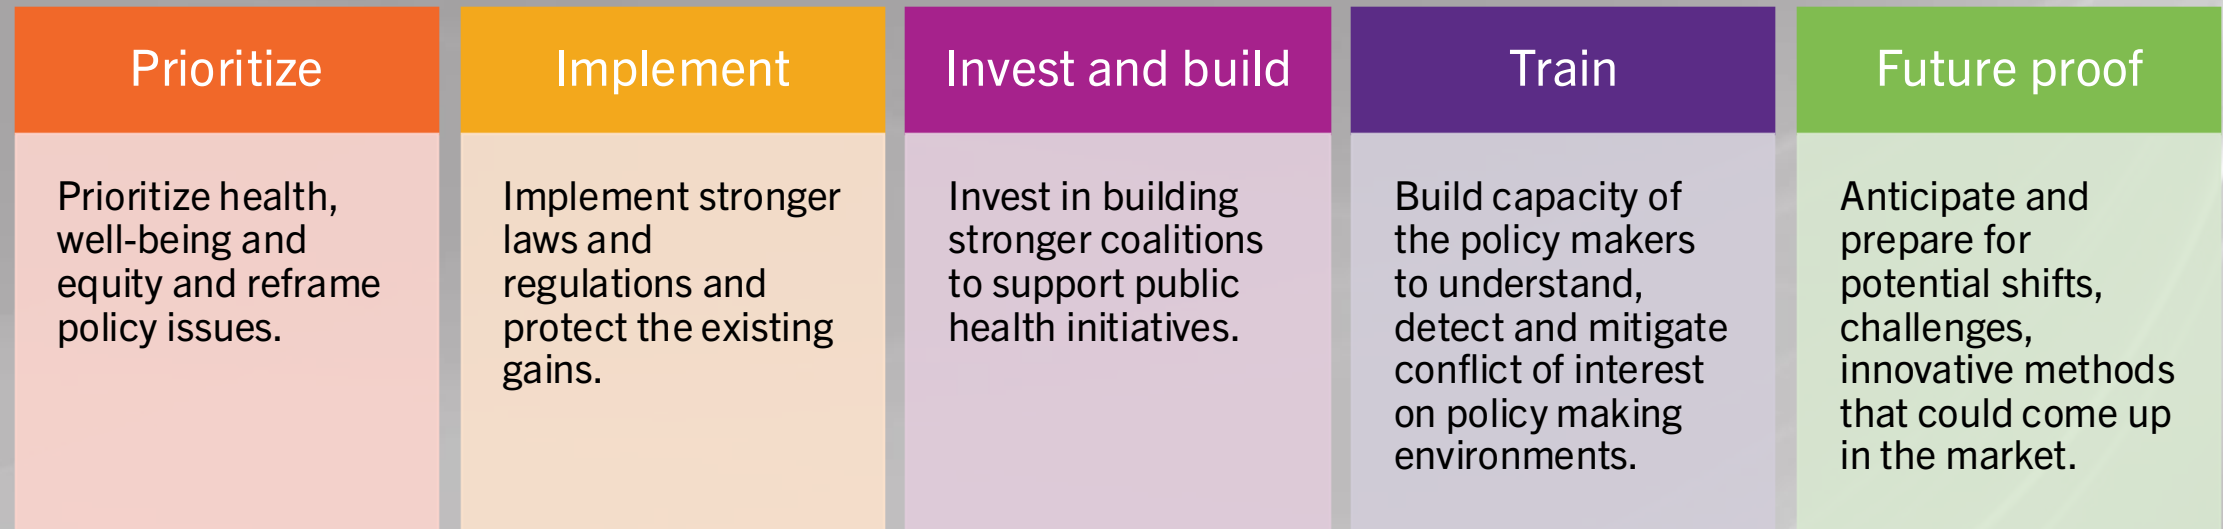 Prioritize
Prioritize health,
well-being and
equity and reframe
policy issues.
Implement
Implement stronger
laws and
regulations and
protect the existing
gains.
Invest and build
Invest in building
stronger coalitions
to support public
health initiatives.
Train
Build capacity of
the policy makers
to understand,
detect and mitigate
conflict of interest
on policy making
environments.
Future proof
Anticipate and
prepare for
potential shifts,
challenges,
innovative methods
that could come up
in the market.